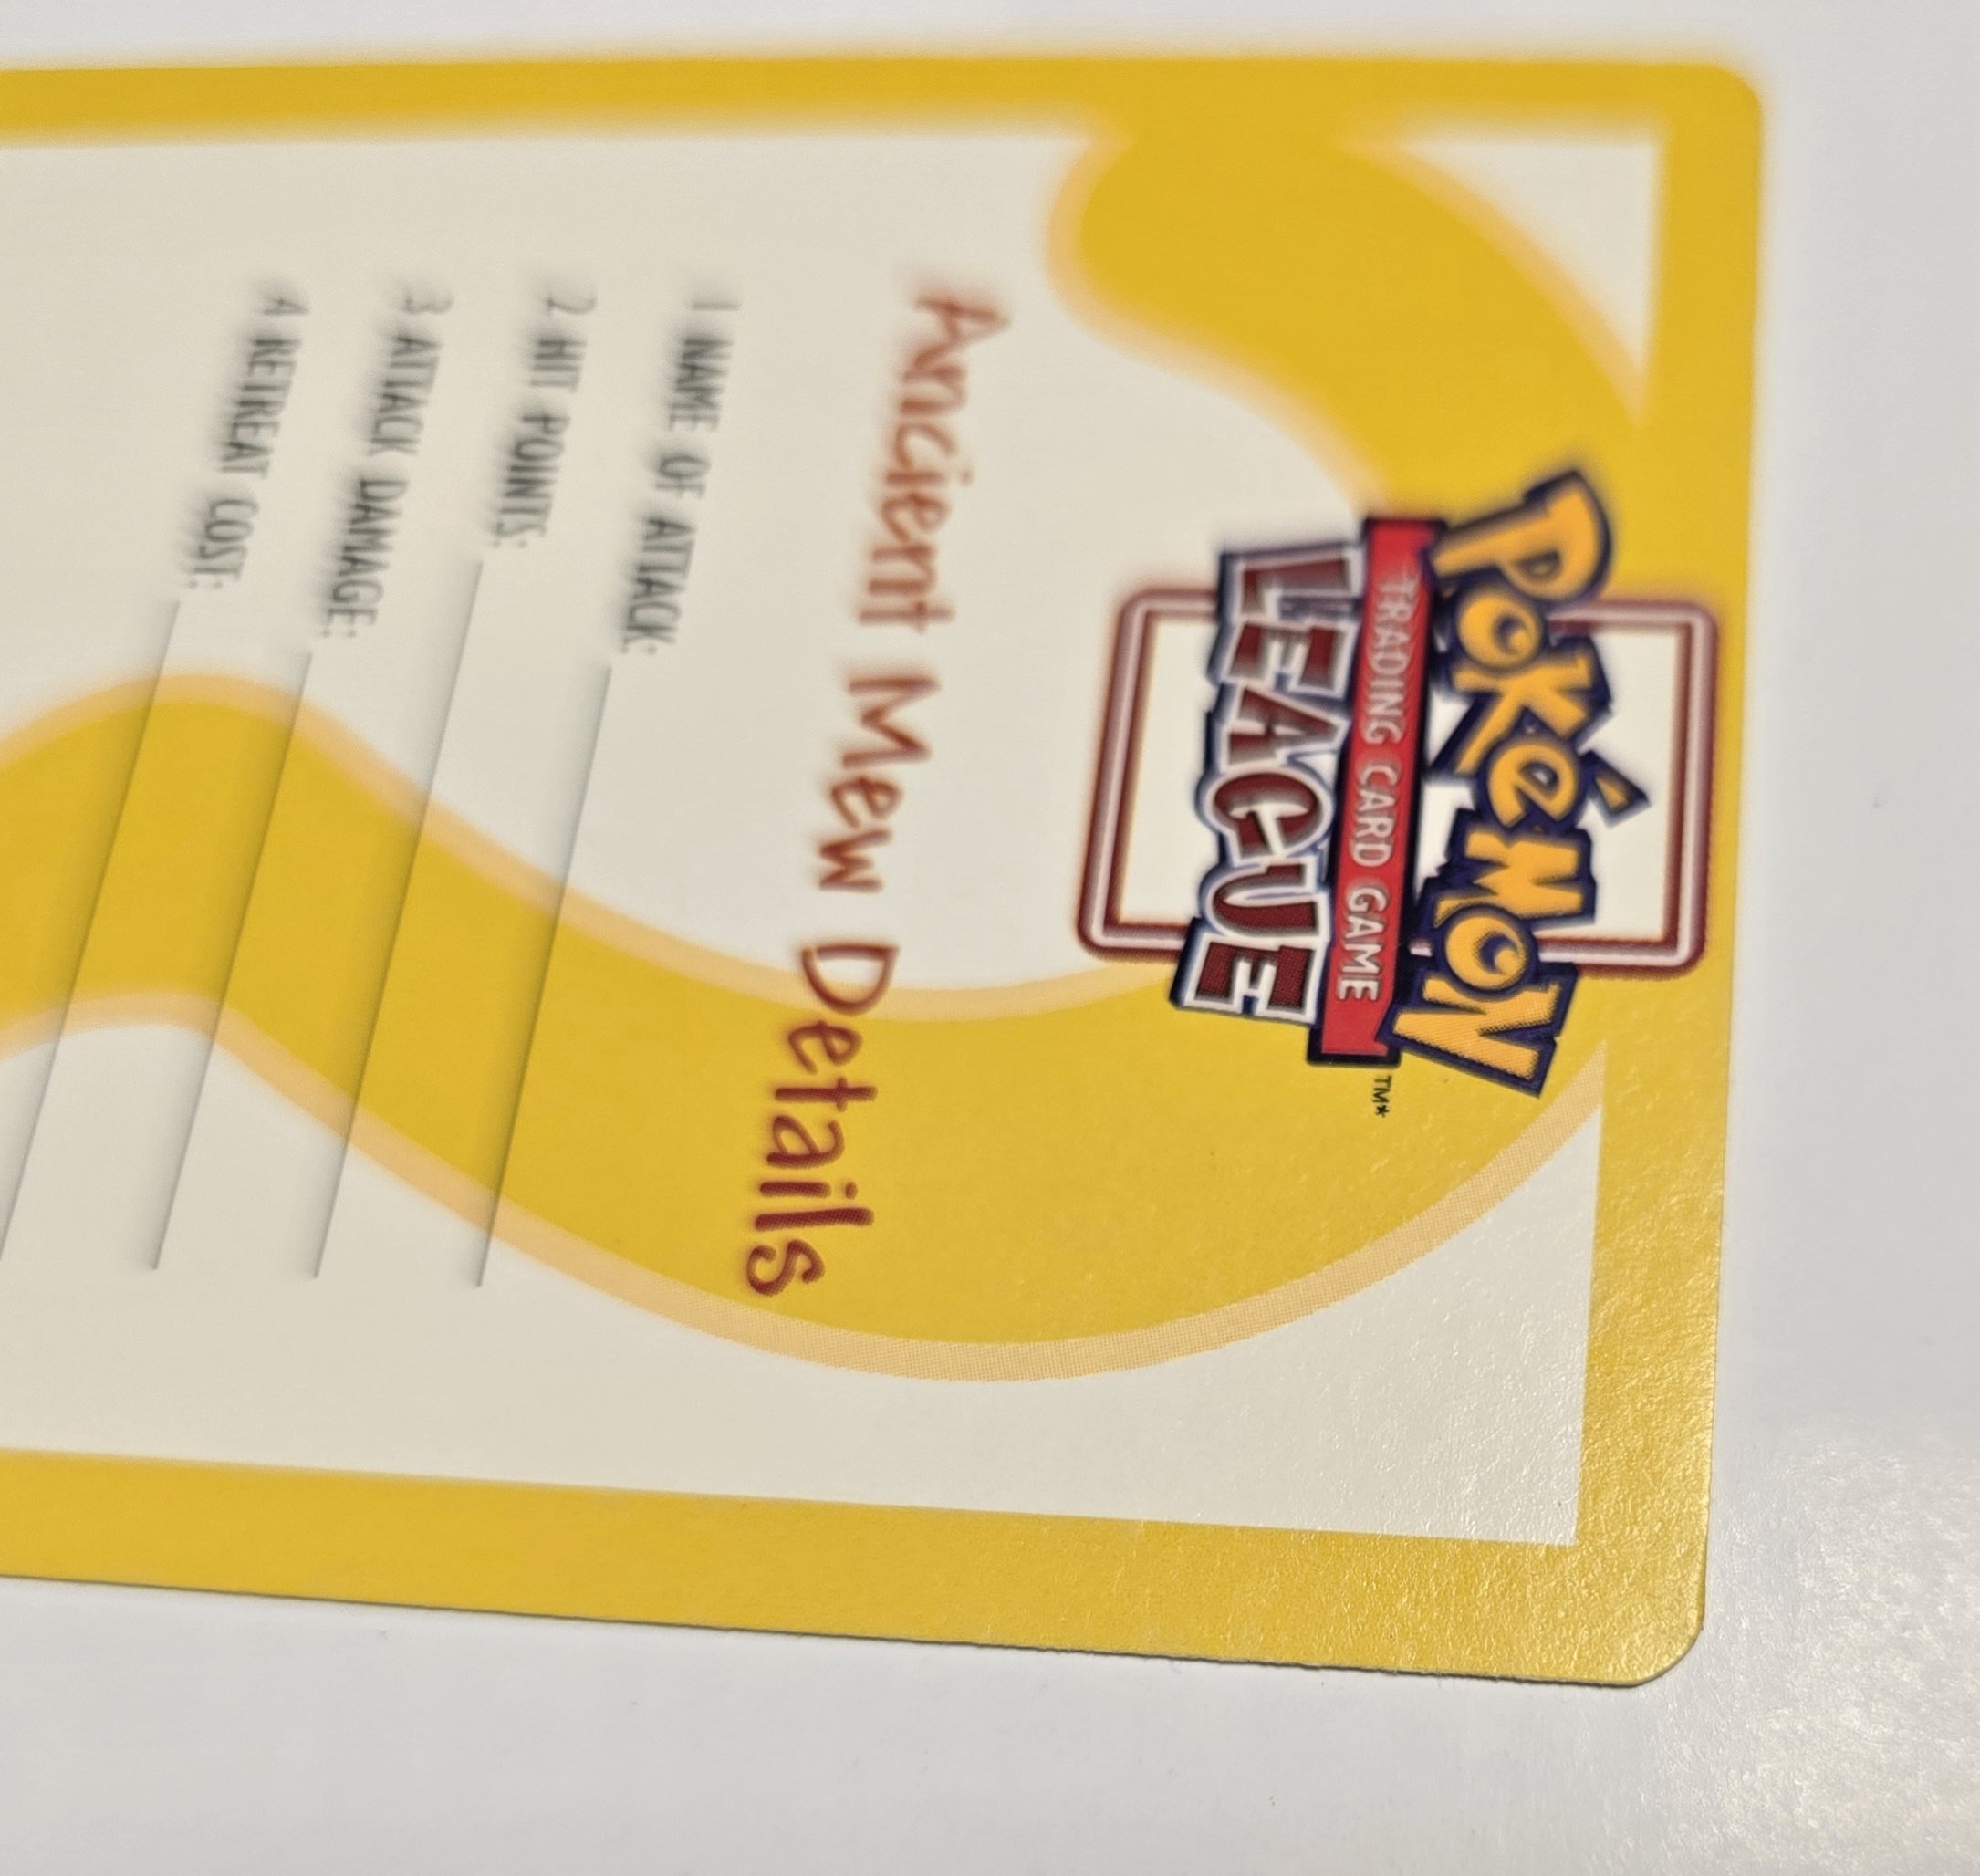 POKéMON
TRADING CARD GAME
LEAGUE
TM*
Ancient Mew Details
1 NAME OF ATTACK:
2 HIT POINTS:
3 ATTACK DAMAGE:
4 RETREAT COST: